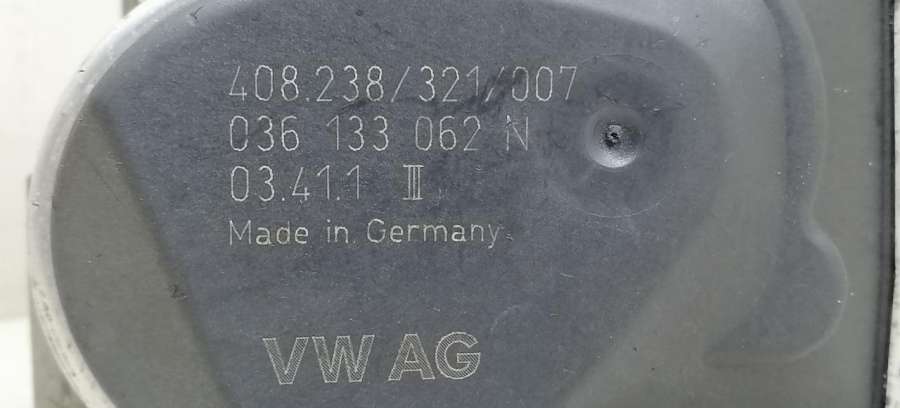 408.238/321/007
036 133 062 N
03.41.1 III
Made in Germany
VW AG